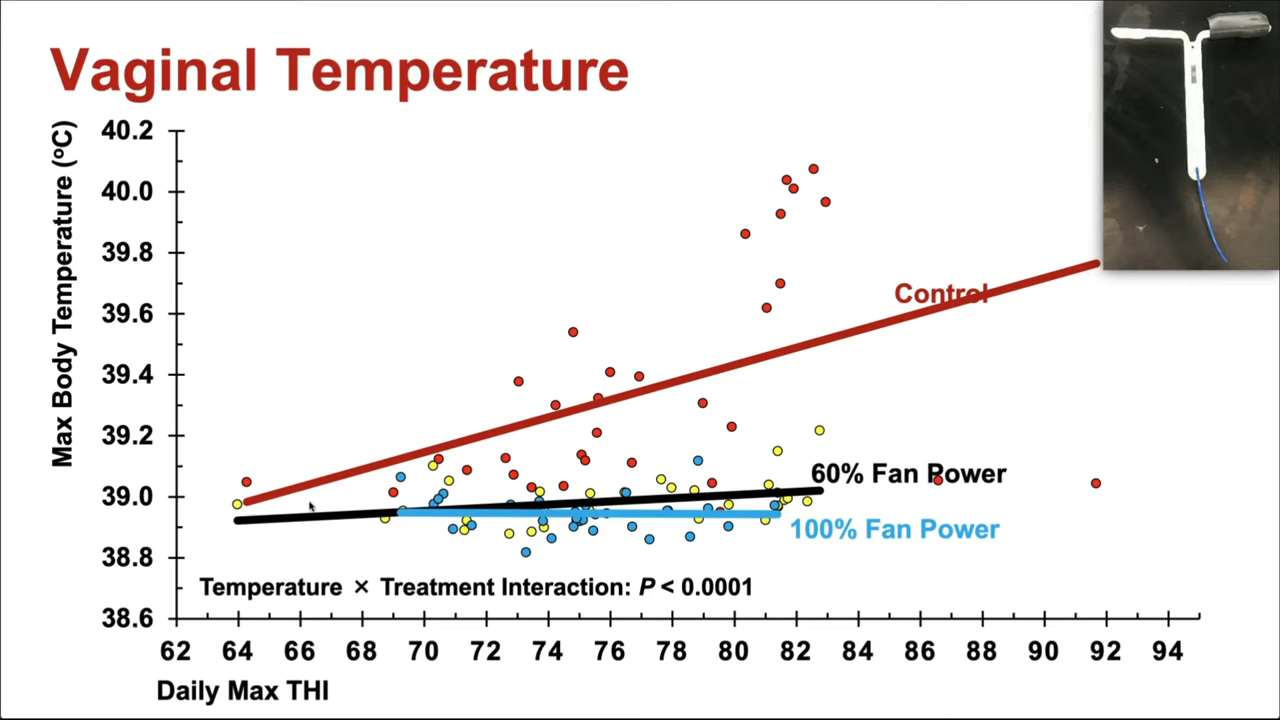 Vaginal Temperature
Max Body Temperature (ºC)
40.2
40.0
39.8
39.6
39.4
39.2
39.0
38.8
38.6
Control
60% Fan Power
100% Fan Power
Temperature × Treatment Interaction: P < 0.0001
62 64 66 68 70 72 74 76 78 80 82 84 86 88 90 92 94
Daily Max THI